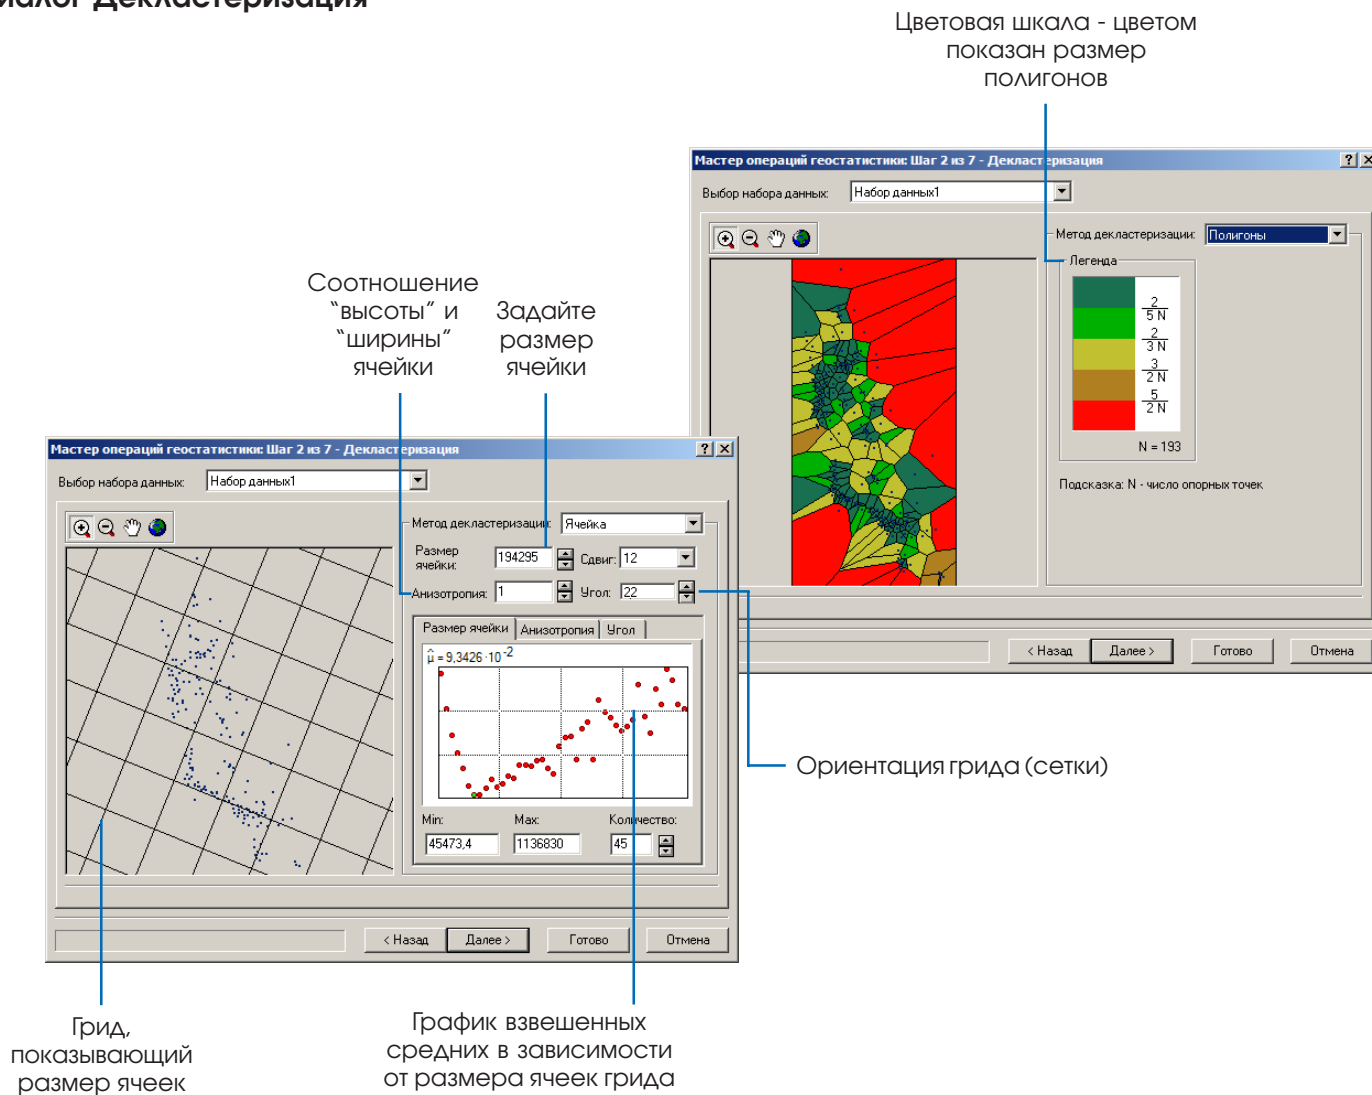 Диалог Декластеризация
Цветовая шкала - цветом
показан размер
полигонов
Мастер операций геостатистики: Шаг 2 из 7 - Декластеризация
Выбор набора данных: Набор данных1
Метод декластеризации: Полигоны
Легенда
2
5 N
2
3 N
3
2 N
5
2 N
N = 193
Подсказка: N - число опорных точек
< Назад Далее > Готово Отмена
Соотношение
“высоты” и
“ширины”
ячейки
Задайте
размер
ячейки
Мастер операций геостатистики: Шаг 2 из 7 - Декластеризация
Выбор набора данных: Набор данных1
Метод декластеризации: Ячейка
Размер
ячейки: 194295 Сдвиг: 12
Анизотропия: 1 Угол: 22
Размер ячейки Анизотропия Угол
μ̂ = 9,3426 ·10⁻²
Min: Max: Количество:
45473,4 1136830 45
< Назад Далее > Готово Отмена
Ориентация грида (сетки)
Грид,
показывающий
размер ячеек
График взвешенных
средних в зависимости
от размера ячеек грида